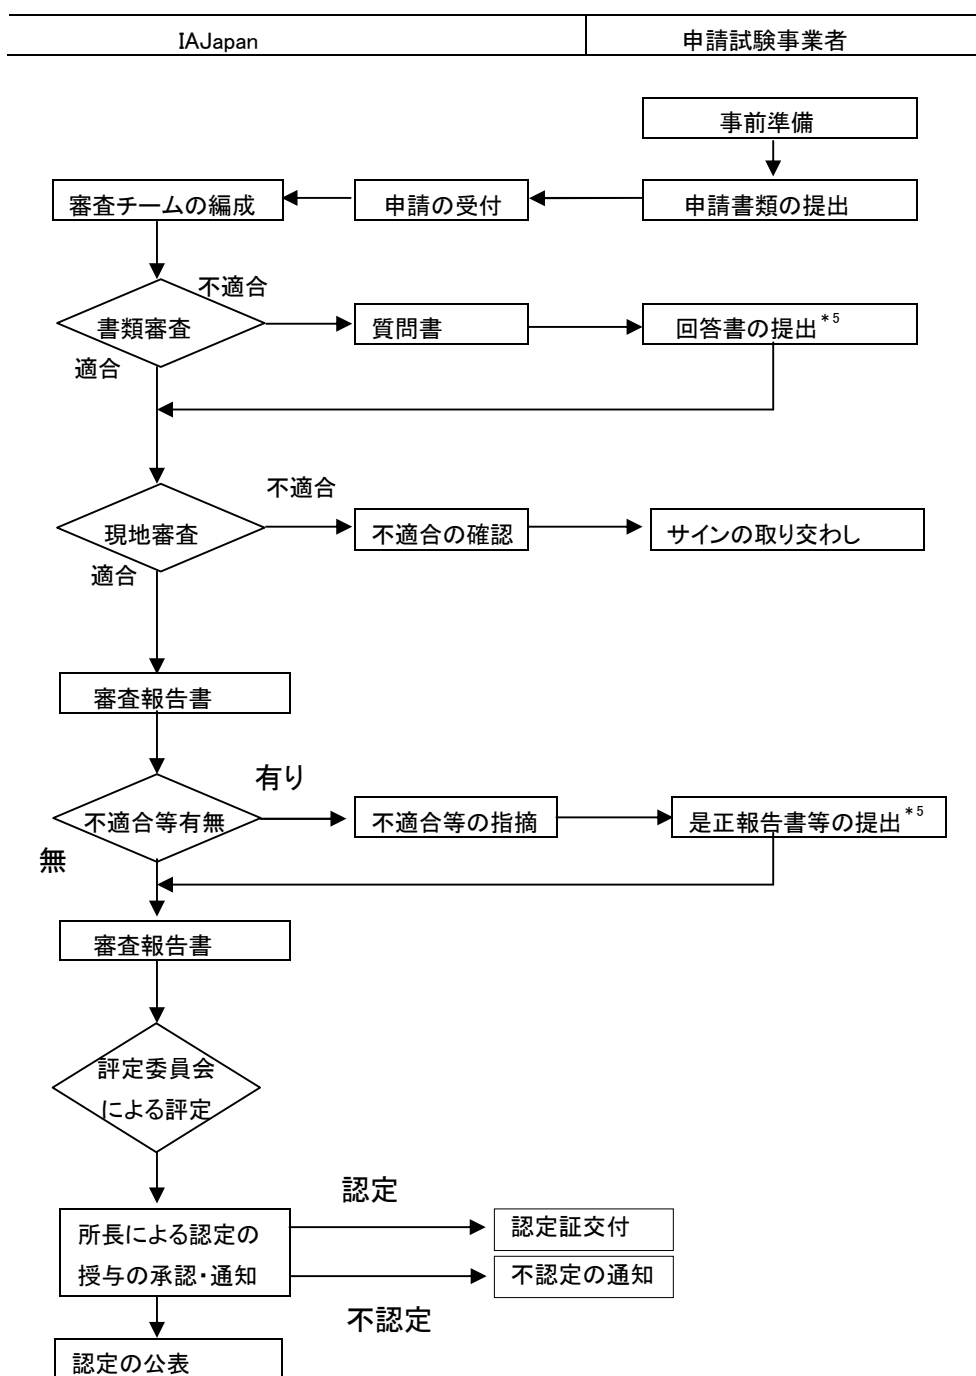 IAJapan
申請試験事業者
事前準備
審査チームの編成
申請の受付
申請書類の提出
不適合
書類審査
質問書
回答書の提出*5
適合
不適合
現地審査
不適合の確認
サインの取り交わし
適合
審査報告書
有り
不適合等有無
不適合等の指摘
是正報告書等の提出*5
無
審査報告書
評定委員会
による評定
認定
所長による認定の
授与の承認・通知
認定証交付
不認定の通知
不認定
認定の公表